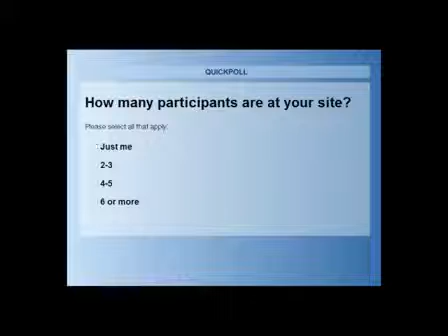 QUICKPOLL
How many participants are at your site?
Please select all that apply:
Just me
2-3
4-5
6 or more